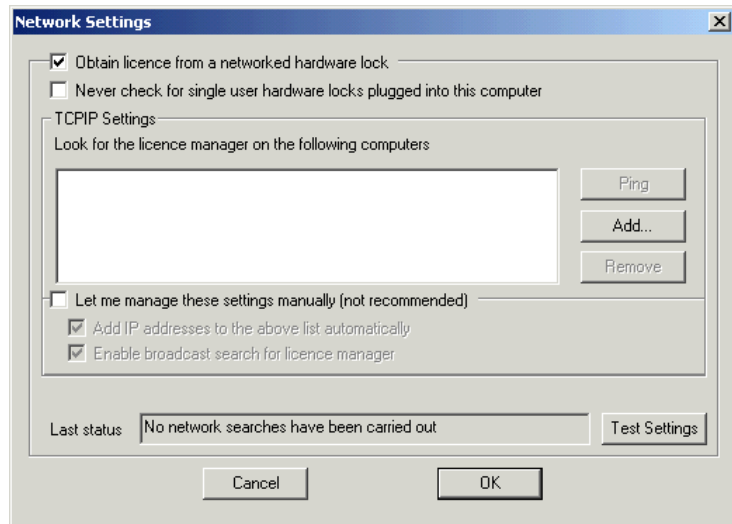 Network Settings
Obtain licence from a networked hardware lock
Never check for single user hardware locks plugged into this computer
TCPIP Settings
Look for the licence manager on the following computers
Ping
Add...
Remove
Let me manage these settings manually (not recommended)
Add IP addresses to the above list automatically
Enable broadcast search for licence manager
Last status
No network searches have been carried out
Test Settings
Cancel
OK